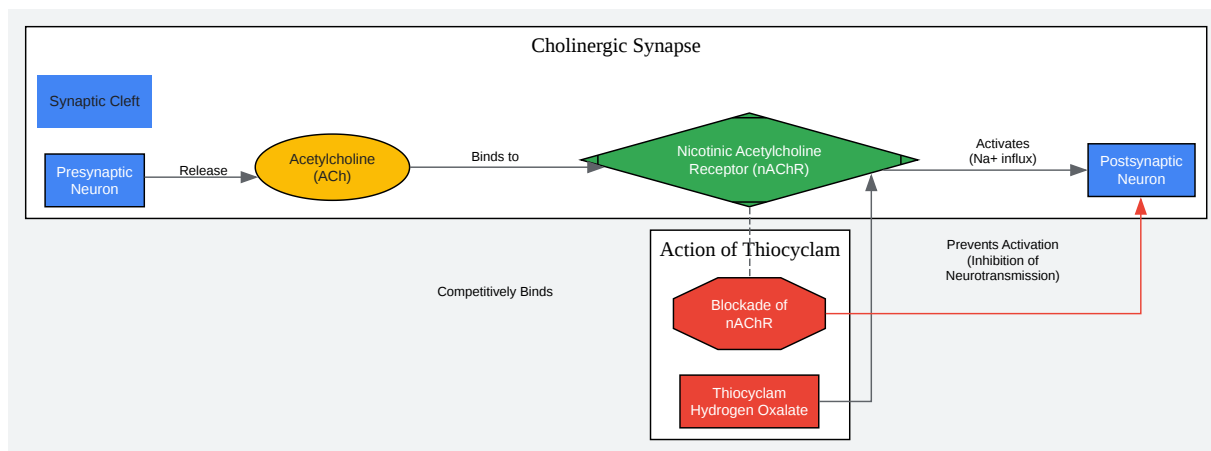 Cholinergic Synapse
Synaptic Cleft
Presynaptic
Neuron
Release
Acetylcholine
(ACh)
Binds to
Nicotinic Acetylcholine
Receptor (nAChR)
Activates
(Na+ influx)
Postsynaptic
Neuron
Action of Thiocyclam
Competitively Binds
Blockade of
nAChR
Prevents Activation
(Inhibition of
Neurotransmission)
Thiocyclam
Hydrogen Oxalate